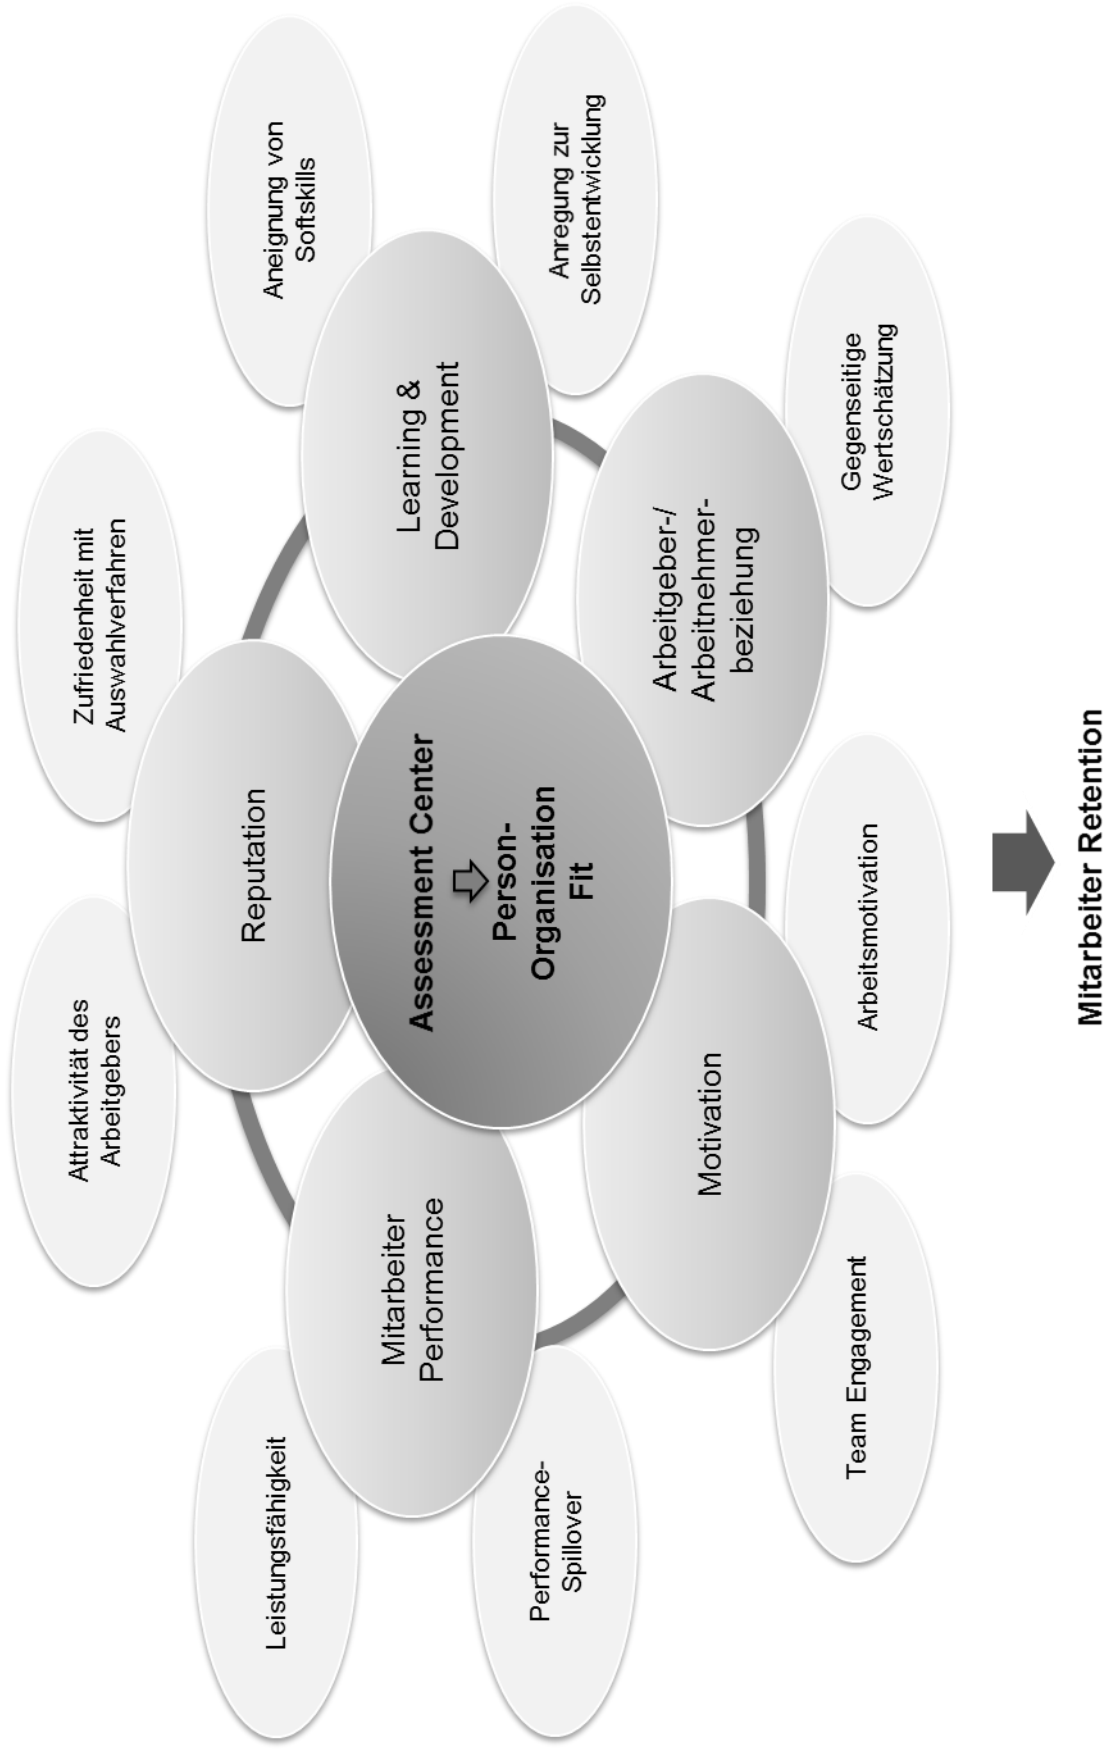 Attraktivität des
Arbeitgebers
Zufriedenheit mit
Auswahlverfahren
Reputation
Leistungsfähigkeit
Aneignung von
Softskills
Mitarbeiter
Performance
Learning &
Development
Assessment Center
Person-
Organisation
Fit
Performance-
Spillover
Anregung zur
Selbstentwicklung
Motivation
Arbeitgeber-/
Arbeitnehmer-
beziehung
Team Engagement
Arbeitsmotivation
Gegenseitige
Wertschätzung
Mitarbeiter Retention